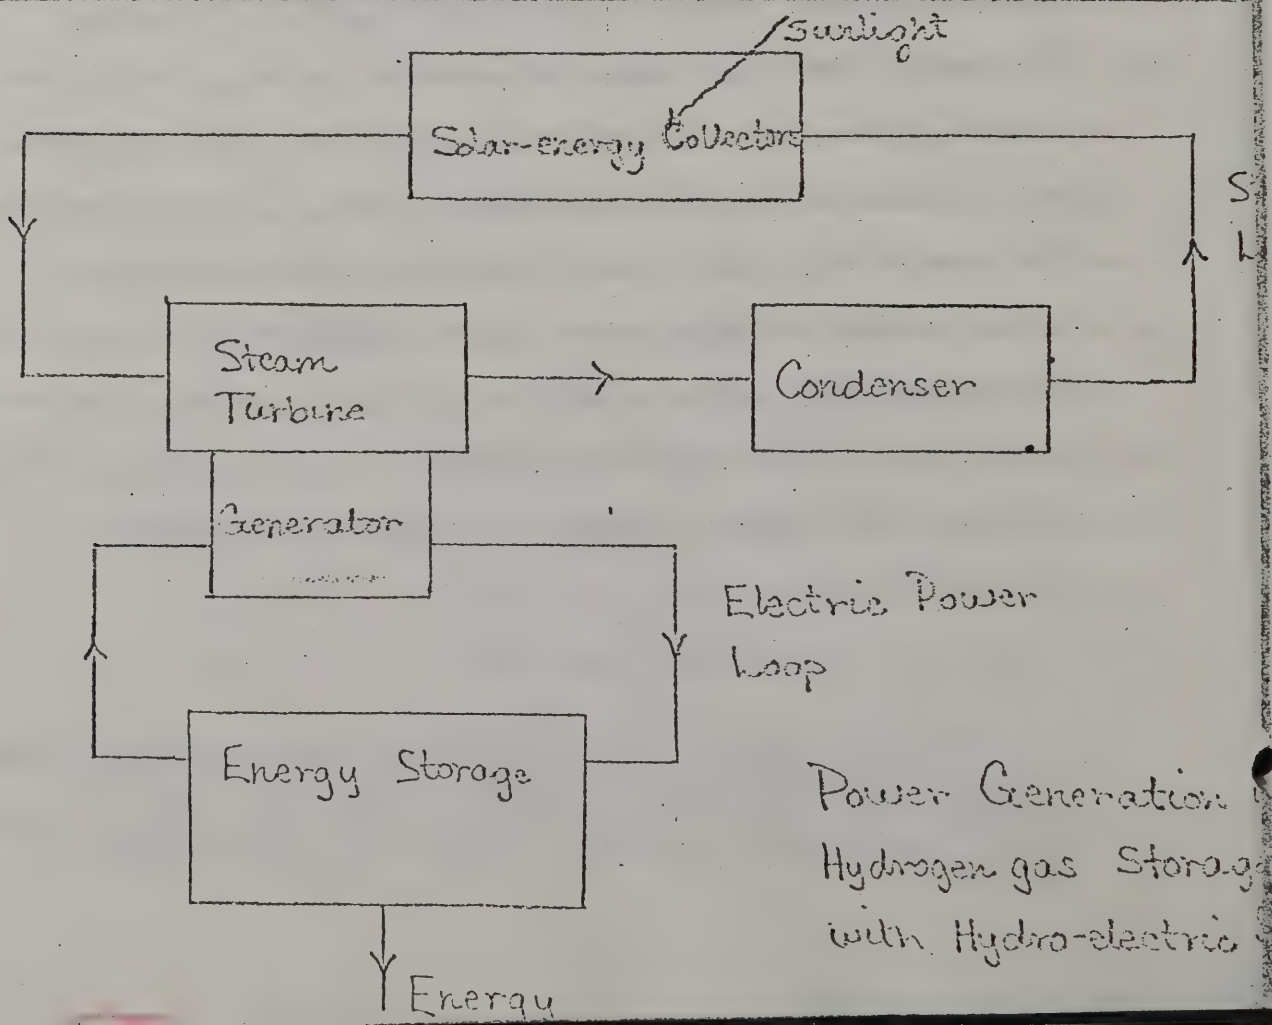 sunlight
Solar-energy Collectors
S
L
Steam
Turbine
Condenser
Generator
Electric Power
Loop
Energy Storage
Power Generation
Hydrogen gas Storag
with Hydro-electric
Energy